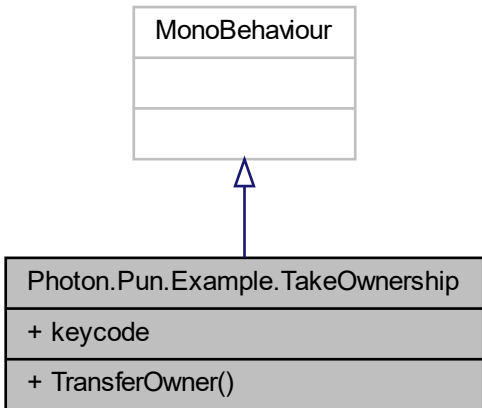 MonoBehaviour
Photon.Pun.Example.TakeOwnership
+ keycode
+ TransferOwner()